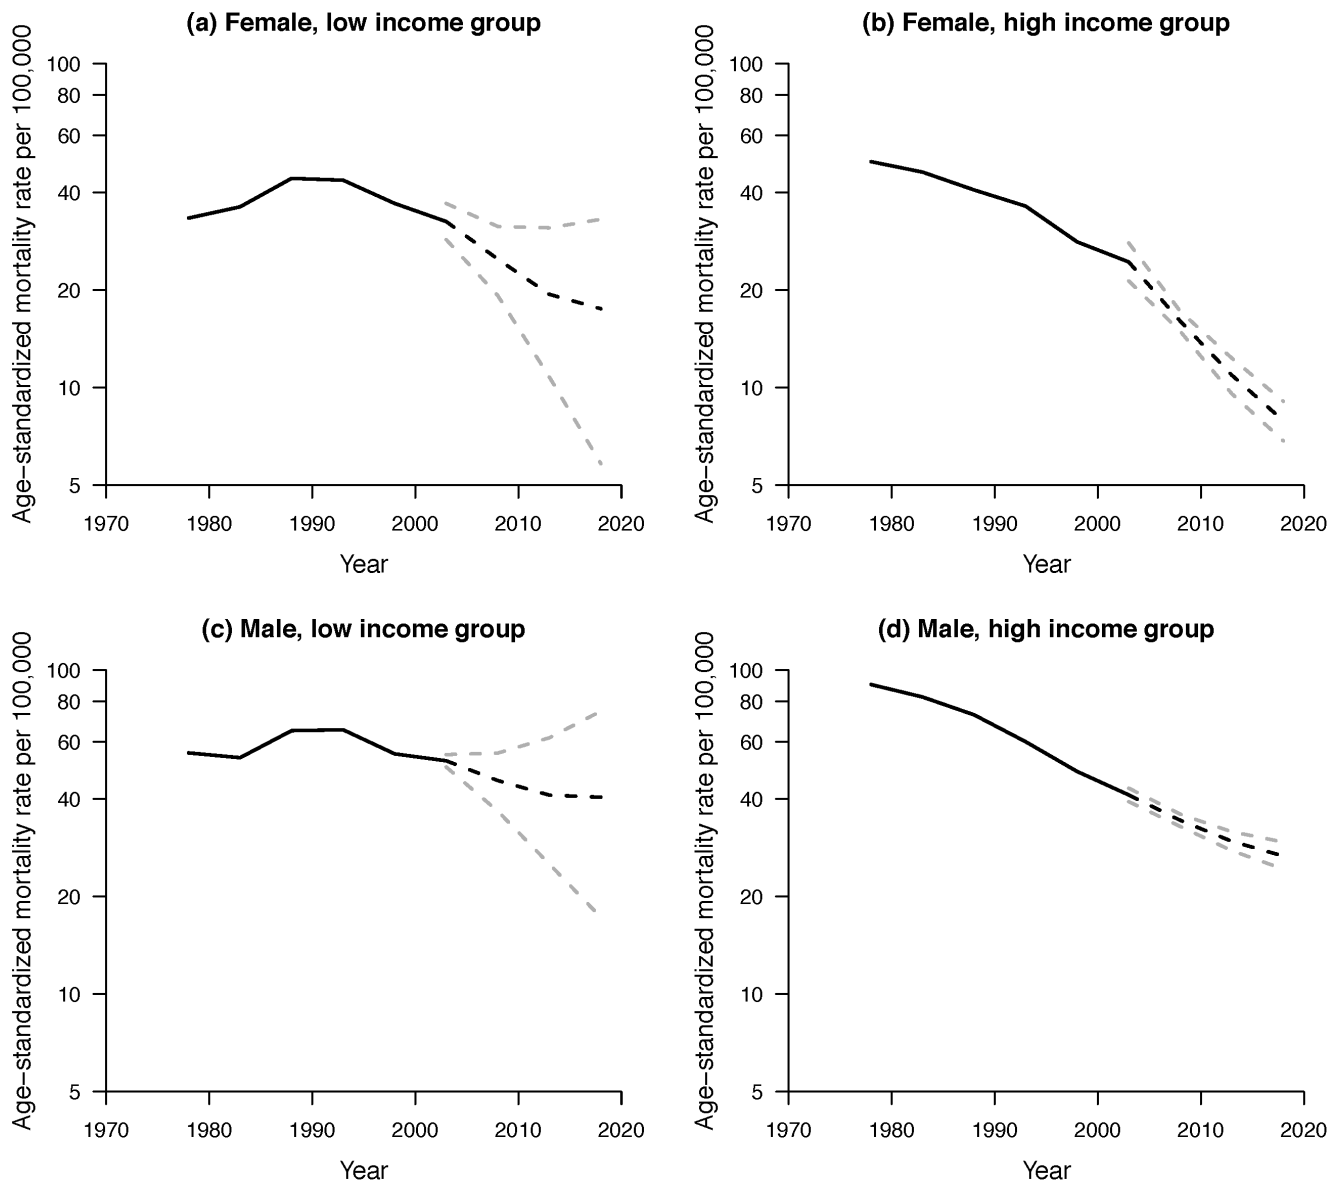 (a) Female, low income group
Age−standardized mortality rate per 100,000
100
80
60
40
20
10
5
1970 1980 1990 2000 2010 2020
Year
(b) Female, high income group
Age−standardized mortality rate per 100,000
100
80
60
40
20
10
5
1970 1980 1990 2000 2010 2020
Year
(c) Male, low income group
Age−standardized mortality rate per 100,000
100
80
60
40
20
10
5
1970 1980 1990 2000 2010 2020
Year
(d) Male, high income group
Age−standardized mortality rate per 100,000
100
80
60
40
20
10
5
1970 1980 1990 2000 2010 2020
Year